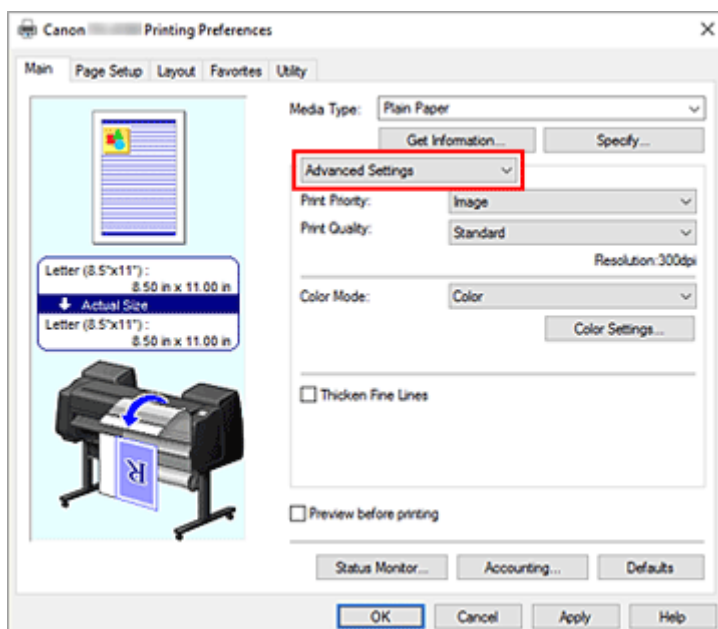 Canon Printing Preferences
Main Page Setup Layout Favorites Utility
Media Type: Plain Paper
Get Information... Specify...
Advanced Settings
Print Priority: Image
Print Quality: Standard
Resolution:300dpi
Letter (8.5"x11") :
8.50 in x 11.00 in
Actual Size
Letter (8.5"x11") :
8.50 in x 11.00 in
Color Mode: Color
Color Settings...
Thicken Fine Lines
R
Preview before printing
Status Monitor... Accounting... Defaults
OK Cancel Apply Help